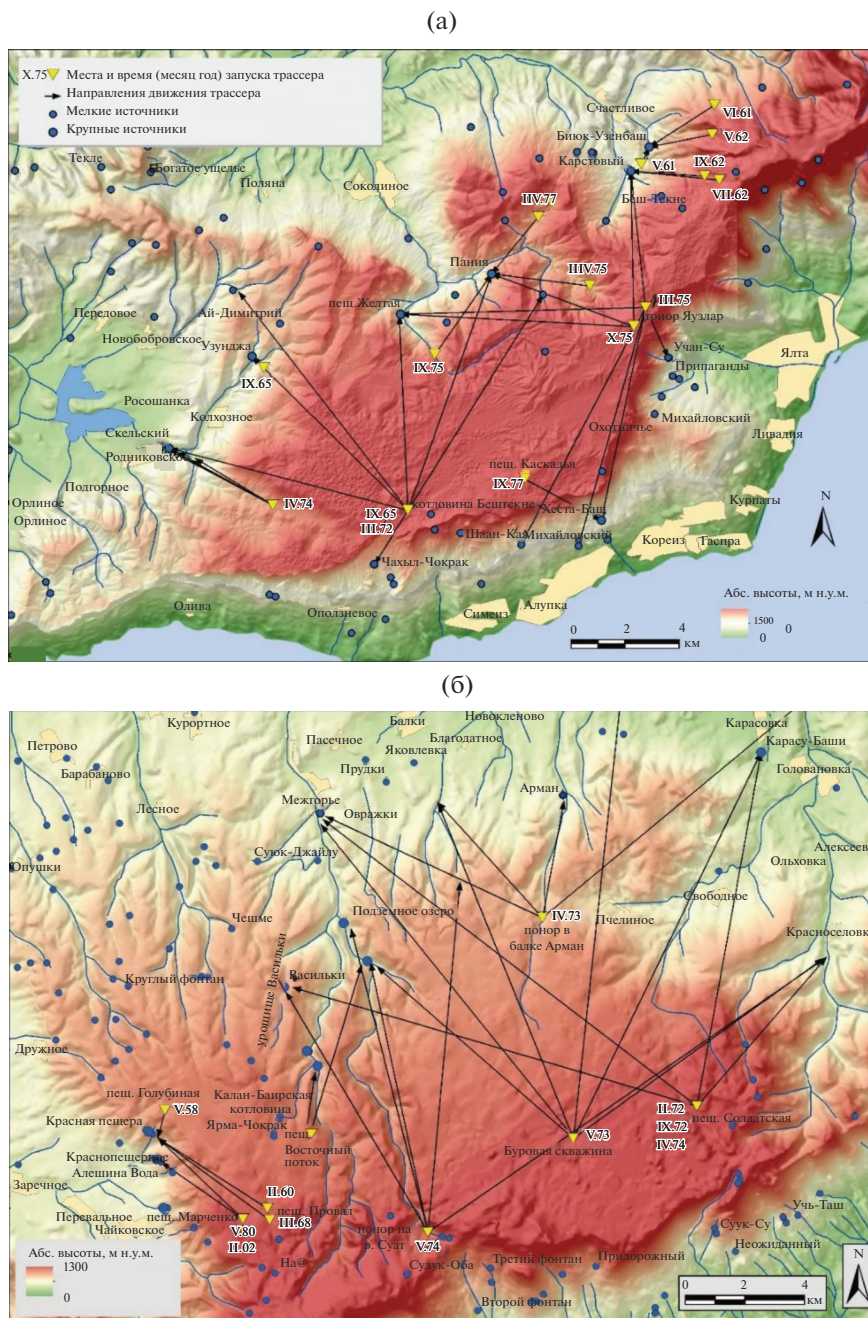 (а)
X.75 Места и время (месяц год) запуска трассера
Направления движения трассера
Мелкие источники
Крупные источники
Счастливое
VI.61
Биюк-Узенбаш
V.62
Текле
Богатое ущелье
Карстовый
V.61
IX.62
Поляна
VII.62
Соколиное
Беш-Текне
IIV.77
Пания
IIIV.75
пещ.Желтая
III.75
Ай-Димитрий
понор Яузлар
Передовое
X.75
Новобобровское
Узунджа
Учан-Су
Ялта
IX.75
Припаганды
IX.65
Росошанка
Колхозное
Михайловский
Охотничье
Скельский
Ливадия
Родниковское
пещ. Каскадья
Подгорное
IX.77
Курпаты
N
Орлиное
IV.74
IX.65
котловина Бештекне
Хеста-Баш
Орлиное
III.72
Шаан-Кая
Михайловский
Кореиз
Гаспра
Чахыл-Чокрак
Абс. высоты, м н.у.м.
Олива
Оползневое
Симеиз
Алупка
1500
0
0
0 2 4
км
(б)
Курортное
Балки
Новокленово
Карасовка
Петрово
Пасечное
Благодатное
Карасу-Баши
Яковлевка
Барабаново
Прудки
Головановка
Лесное
Межгорье
Арман
Овражки
Алексеев
Опушки
Суюк-Джайлу
Ольховка
Свободное
Чешме
Подземное озеро
IV.73
Пчелиное
понор в
балке Арман
Красноселовк
Круглый фонтан
Васильки
урочище Васильки
Дружное
пещ. Голубиная
V.58
Калан-Баирская
котловина
II.72
пещ. Солдатская
Красная пещера
Ярма-Чокрак
IX.72
пещ.
V.73
IV.74
Восточный
поток
Буровая скважина
Краснопещерное
Алешина Вода
Заречное
II.60
Учь-Таш
Перевальное
пещ. Марченко
пещ. Провал
Суук-Су
V.80
III.68
понор на
Чайковское
р. Суат
V.74
Неожиданный
II.02
Абс. высоты, м н.у.м.
На@
Третий фонтан
Придорожный
Судук-Оба
1300
0
Второй фонтан
0 2 4
км
N